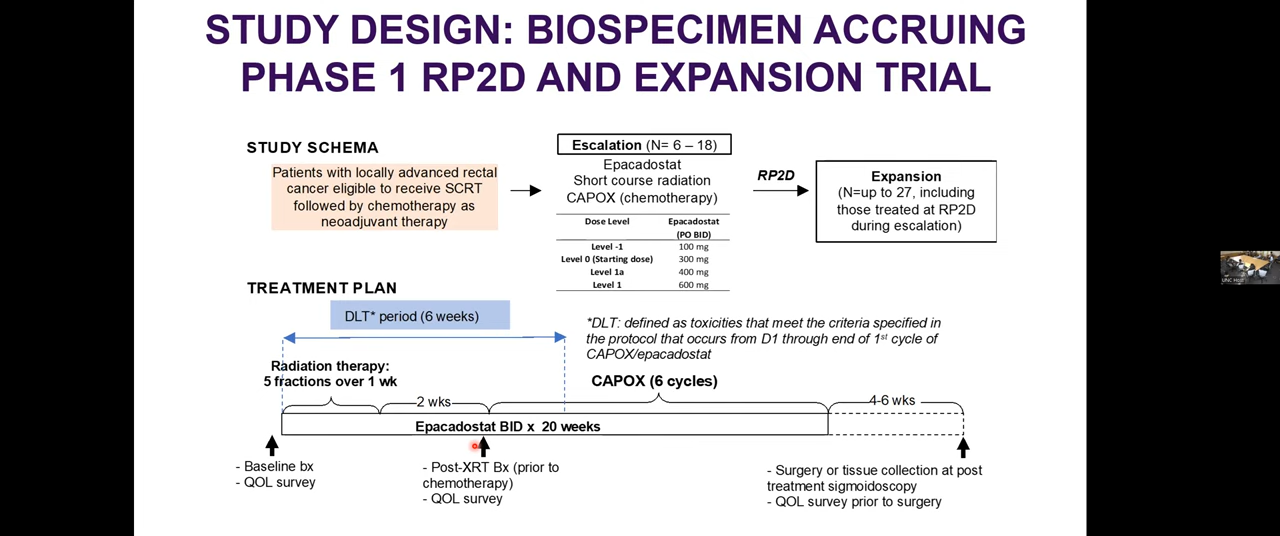 STUDY DESIGN: BIOSPECIMEN ACCRUING
PHASE 1 RP2D AND EXPANSION TRIAL
STUDY SCHEMA
Patients with locally advanced rectal
cancer eligible to receive SCRT
followed by chemotherapy as
neoadjuvant therapy
Escalation (N= 6 – 18)
Epacadostat
Short course radiation
CAPOX (chemotherapy)
Dose Level Epacadostat
(PO BID)
Level -1 100 mg
Level 0 (Starting dose) 300 mg
Level 1a 400 mg
Level 1 600 mg
RP2D
Expansion
(N=up to 27, including
those treated at RP2D
during escalation)
TREATMENT PLAN
DLT* period (6 weeks)
*DLT: defined as toxicities that meet the criteria specified in
the protocol that occurs from D1 through end of 1st cycle of
CAPOX/epacadostat
Radiation therapy:
5 fractions over 1 wk
2 wks
CAPOX (6 cycles)
4-6 wks
Epacadostat BID x 20 weeks
- Baseline bx
- QOL survey
- Post-XRT Bx (prior to
chemotherapy)
- QOL survey
- Surgery or tissue collection at post
treatment sigmoidoscopy
- QOL survey prior to surgery